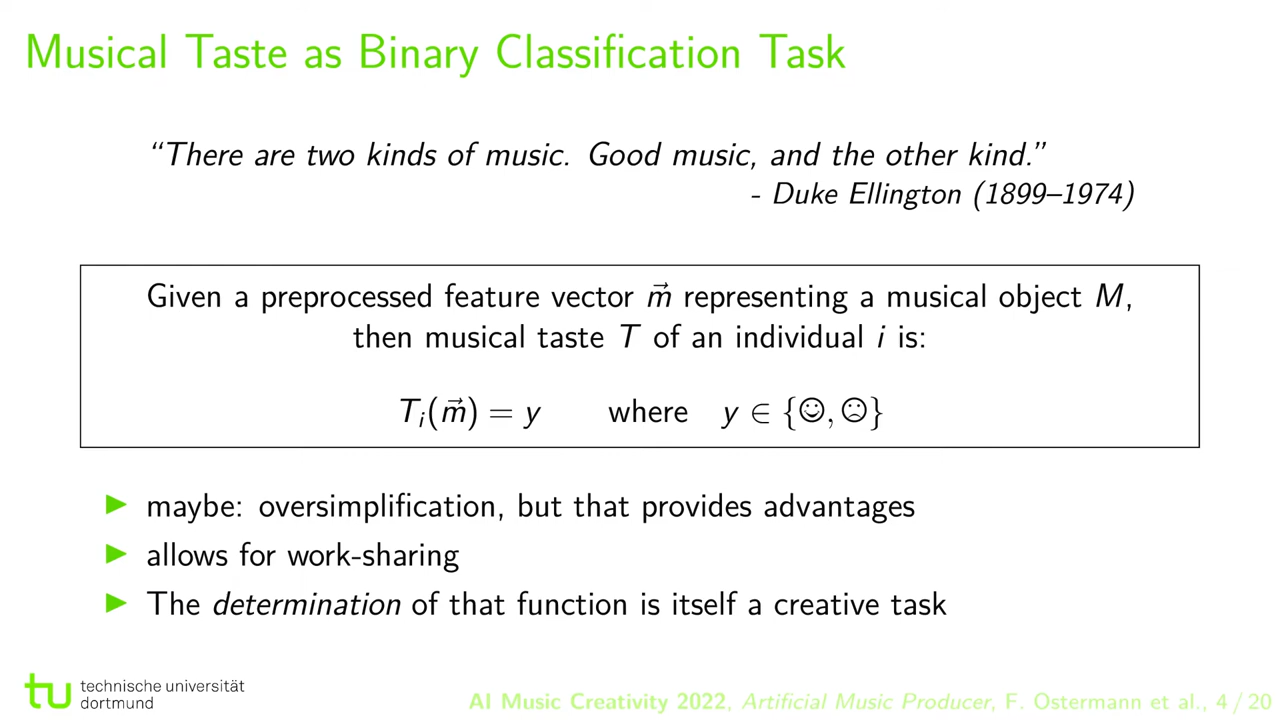 Musical Taste as Binary Classification Task
“There are two kinds of music. Good music, and the other kind.”
- Duke Ellington (1899–1974)
Given a preprocessed feature vector m⃗ representing a musical object M,
then musical taste T of an individual i is:
Tᵢ(m⃗) = y where y ∈ {☺, ☹}
▶ maybe: oversimplification, but that provides advantages
▶ allows for work-sharing
▶ The determination of that function is itself a creative task
tu technische universität
dortmund
AI Music Creativity 2022, Artificial Music Producer, F. Ostermann et al., 4 / 20